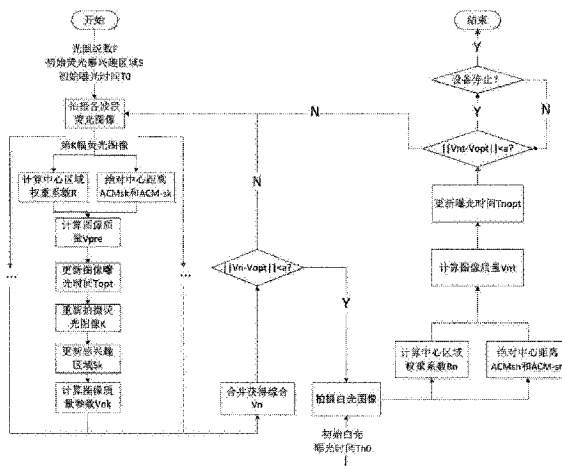 开始
光圈级数F
初始荧光感兴趣区域S
初始曝光时间T0
拍摄各波段
荧光图像
第K幅荧光图像
计算中心区域
权重系数R
绝对中心距离
ACMsk和ACM-sk
计算图像质
量Vpre
更新图像曝
光时间Topt
重新拍摄荧
光图像K
更新感兴趣
区域Sk
计算图像质
量参数Vnk
...
...
合并获得综合
Vn
||Vn-Vopt||<a?
N
Y
拍摄白光图像
初始白光
曝光时间Tn0
计算中心区域
权重系数Rn
绝对中心距离
ACMsn和ACM-sn
计算图像质量Vnt
更新曝光时间Tnopt
||Vnt-Vopt||<a?
N
Y
设备停止?
N
Y
结束